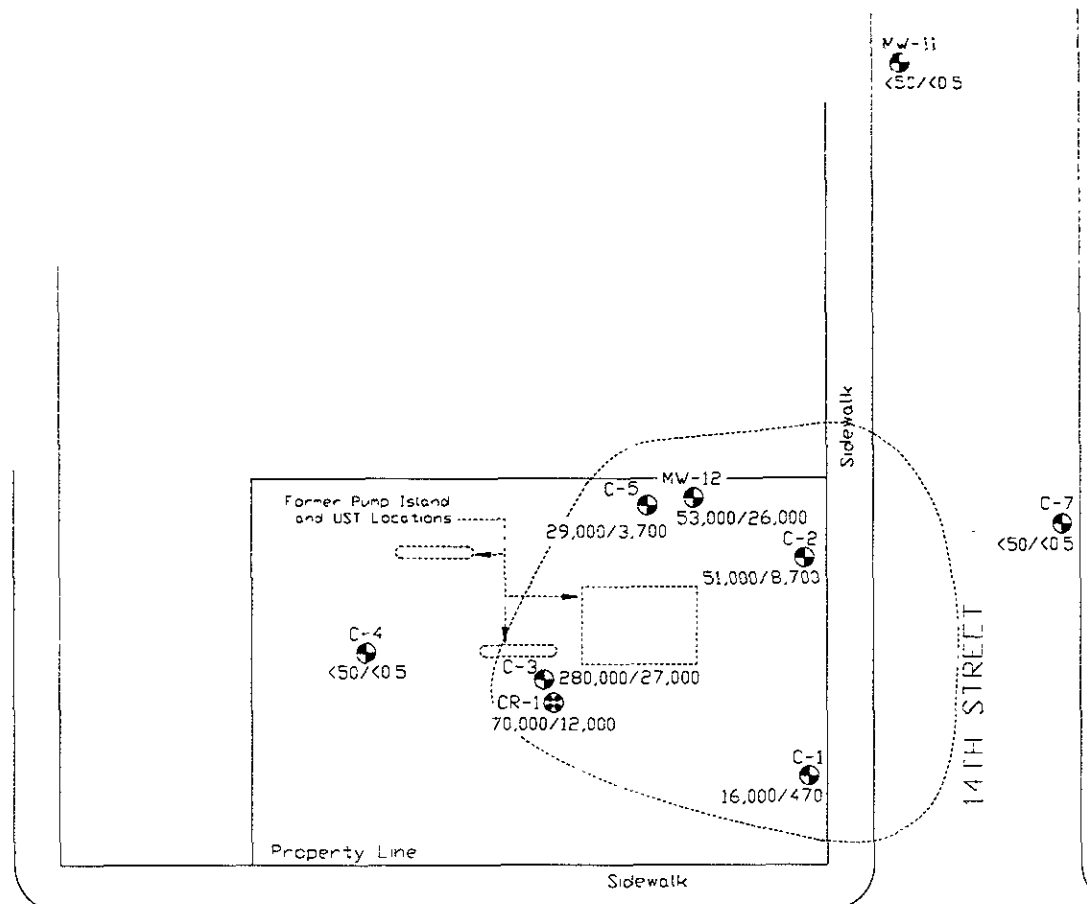 MW-11
<50/<0.5
Sidewalk
MW-12
C-5
53,000/26,000
29,000/3,700
C-2
51,000/8,700
C-7
<50/<0.5
Former Pump Island
and UST Locations
C-4
<50/<0.5
C-3
280,000/27,000
CR-1
70,000/12,000
C-1
16,000/470
14TH STREET
Property Line
Sidewalk